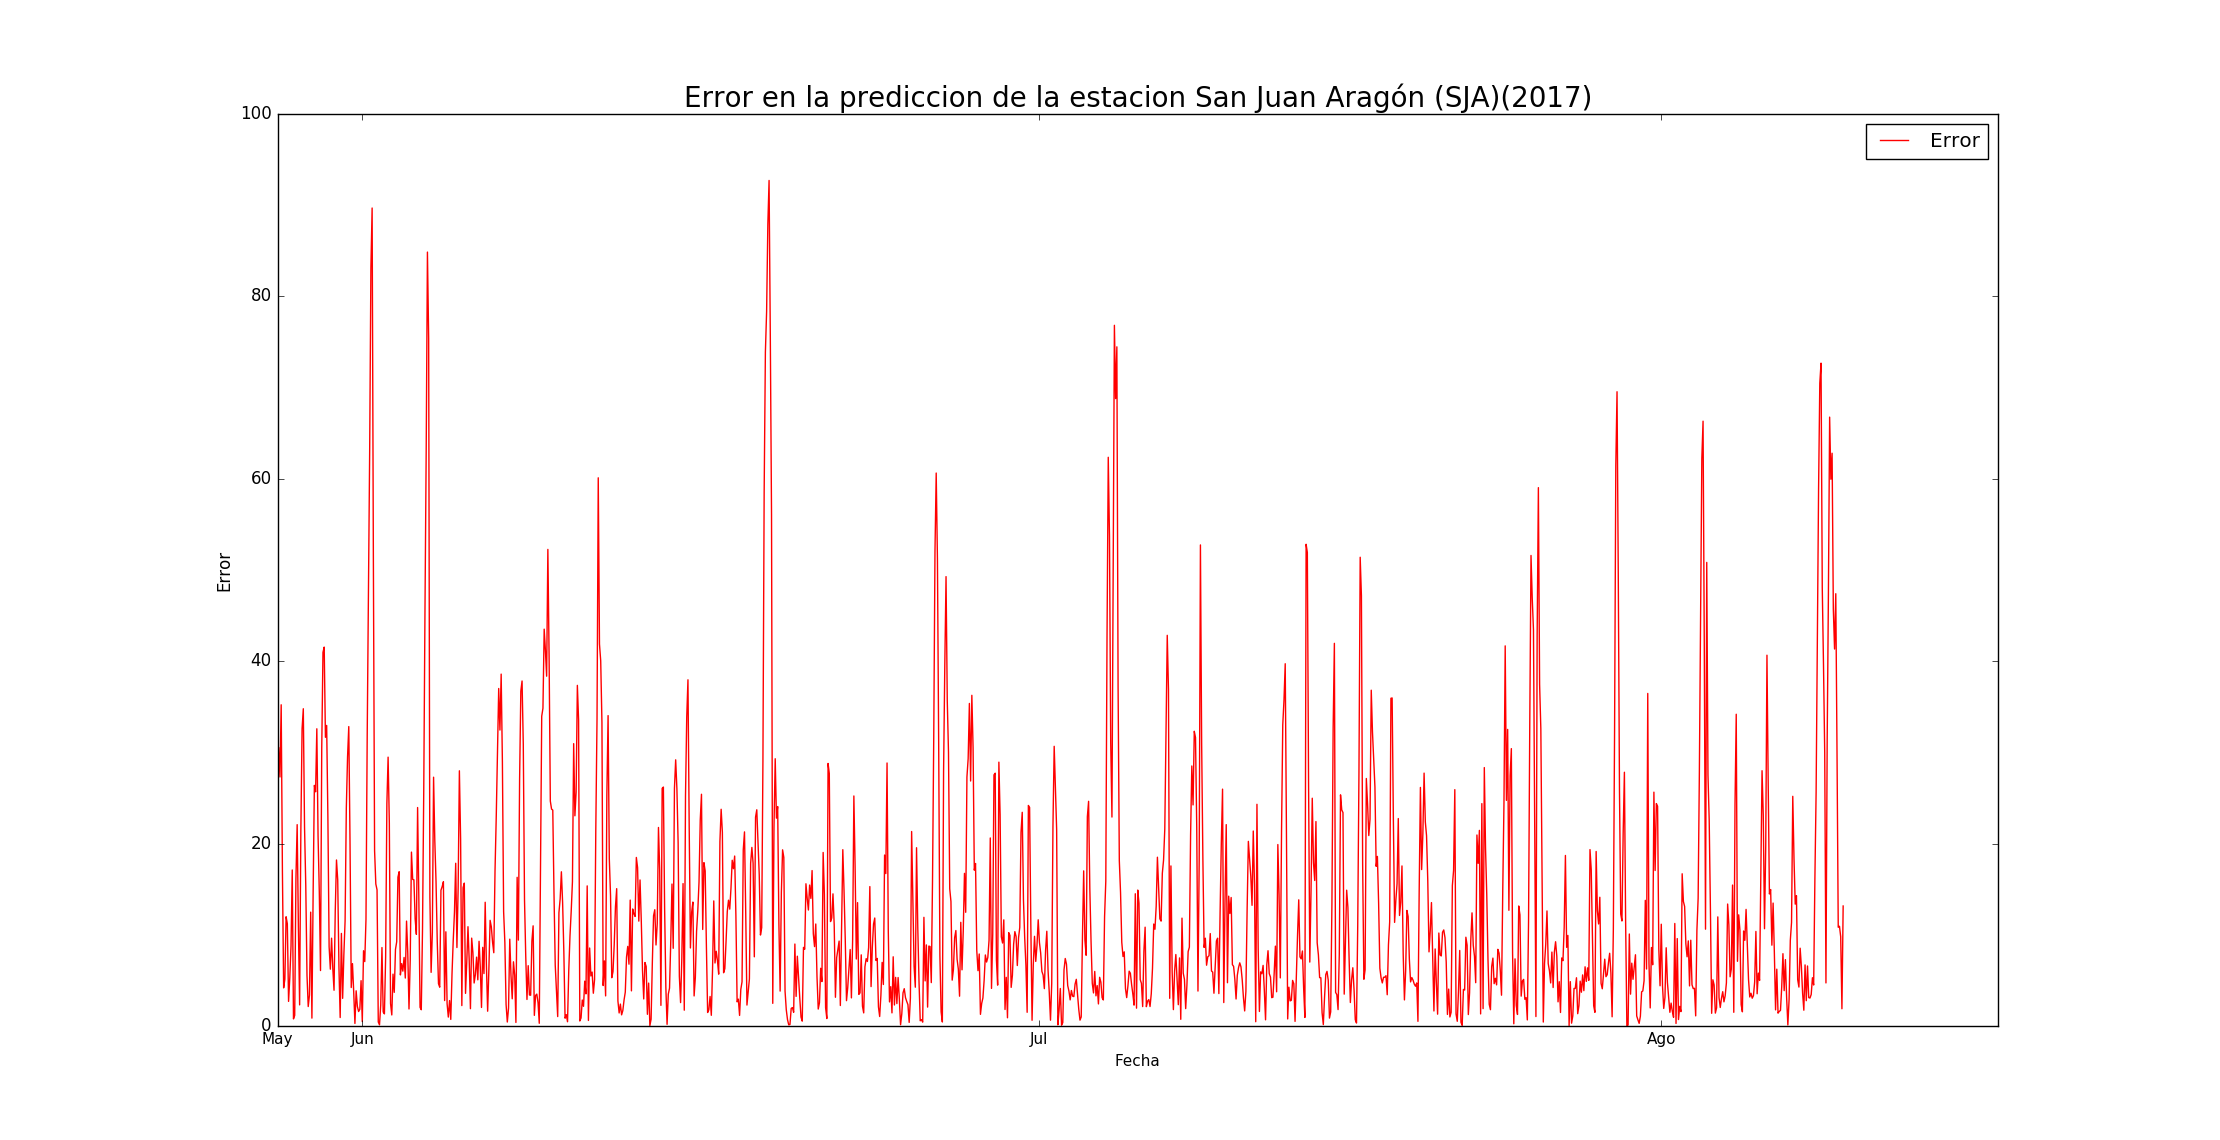 Error en la prediccion de la estacion San Juan Aragón (SJA)(2017)
Error
100
80
60
40
20
0
Error
May Jun Jul Ago
Fecha